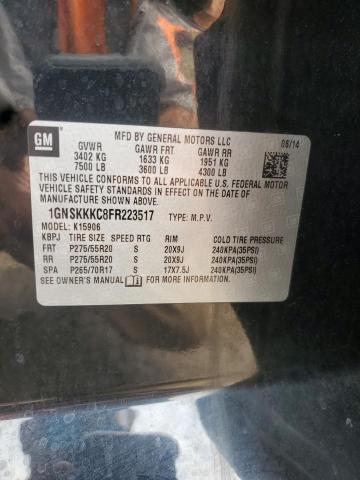 GM
MFD BY GENERAL MOTORS LLC
06/14
GVWR GAWR FRT GAWR RR
3402 KG 1633 KG 1951 KG
7500 LB 3600 LB 4300 LB
THIS VEHICLE CONFORMS TO ALL APPLICABLE U.S. FEDERAL MOTOR
VEHICLE SAFETY STANDARDS IN EFFECT ON THE DATE OF
MANUFACTURE SHOWN ABOVE.
1GNSKKKC8FR223517 TYPE: M.P.V.
MODEL: K15906
KBPJ TIRE SIZE SPEED RTG RIM COLD TIRE PRESSURE
FRT P275/55R20 S 20X9J 240KPA(35PSI)
RR P275/55R20 S 20X9J 240KPA(35PSI)
SPA P265/70R17 S 17X7.5J 240KPA(35PSI)
SEE OWNER'S MANUAL FOR ADDITIONAL INFORMATION.